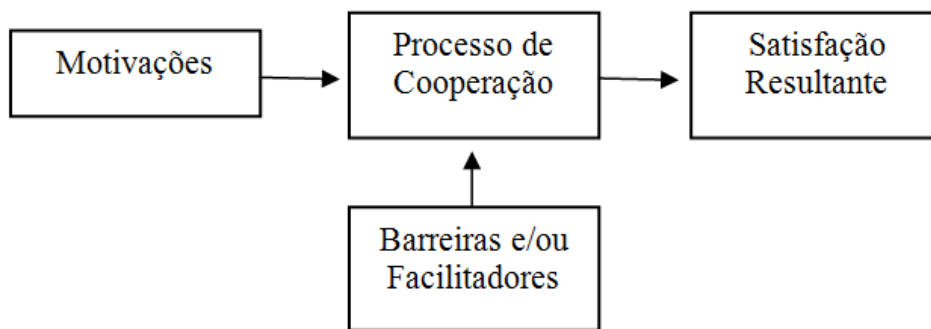 Motivações
Processo de
Cooperação
Satisfação
Resultante
Barreiras e/ou
Facilitadores